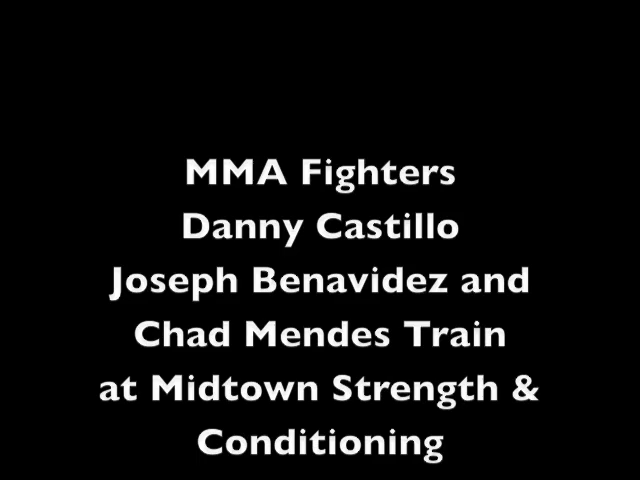 MMA Fighters
Danny Castillo
Joseph Benavidez and
Chad Mendes Train
at Midtown Strength &
Conditioning